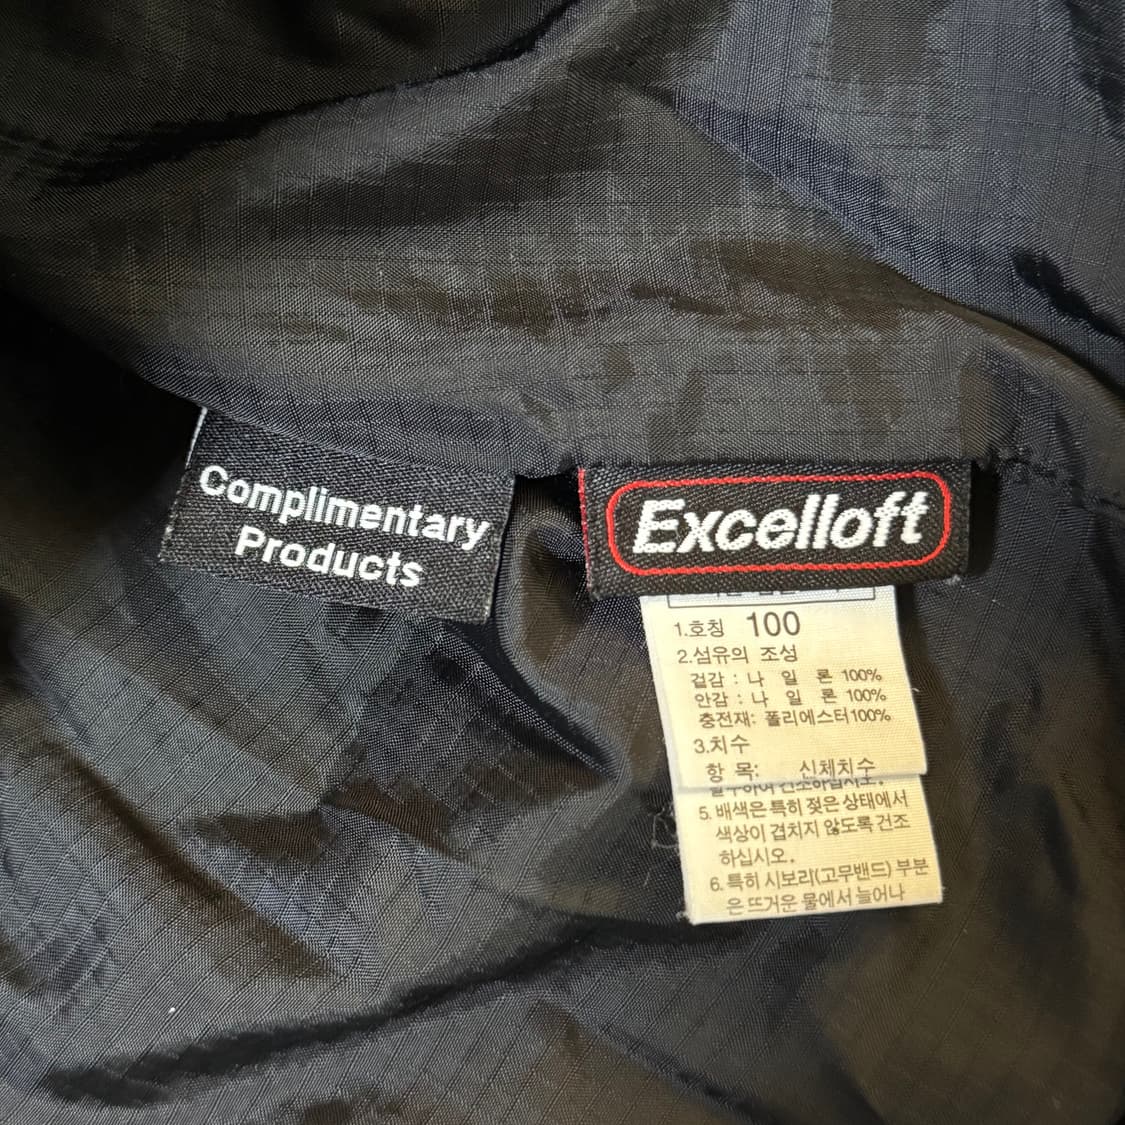 Complimentary
Products
Excelloft
1.호칭 100
2.섬유의 조성
겉감 : 나 일 론 100%
안감 : 나 일 론 100%
충전재: 폴리에스터100%
3.치수
항 목: 신체치수
5. 배색은 특히 젖은 상태에서
색상이 겹치지 않도록 건조
하십시오.
6. 특히 시보리(고무밴드) 부분
은 뜨거운 물에서 늘어나